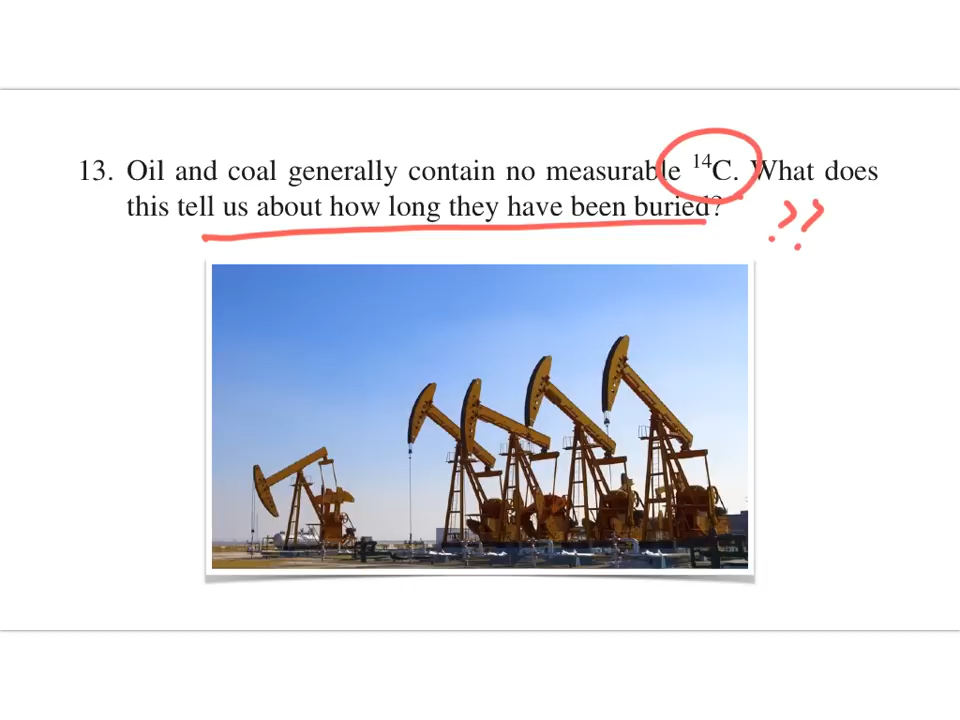 13. Oil and coal generally contain no measurable ¹⁴C. What does
this tell us about how long they have been buried?
??